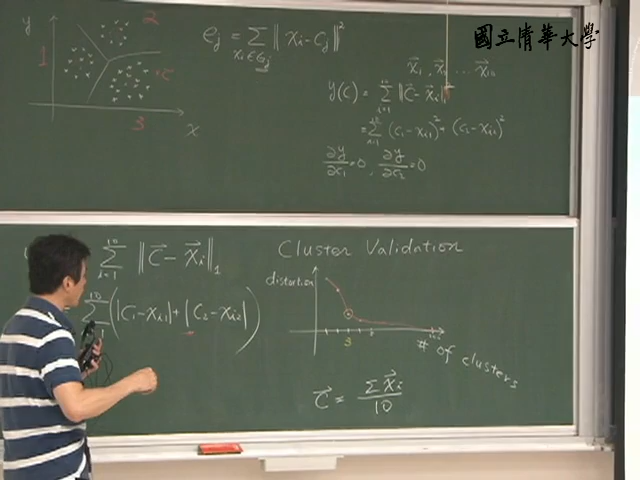 國立清華大學
y
2
1
c
3
x
e_j = Σ_{x_i∈G_j} ‖x_i - c_j‖²
x⃗_1, x⃗_2 ... x⃗_10
y(c⃗) = Σ_{i=1}^{10} ‖c⃗ - x⃗_i‖²
= Σ_{i=1}^{10} (c_1 - x_{i1})² + (c_2 - x_{i2})²
∂y/∂c_1 = 0, ∂y/∂c_2 = 0
Σ_{i=1}^{10} ‖c⃗ - x⃗_i‖_1
Σ^{10} (|c_1 - x_{i1}| + |c_2 - x_{i2}|)
Cluster Validation
distortion
3
# of clusters
c⃗ = Σx⃗_i / 10